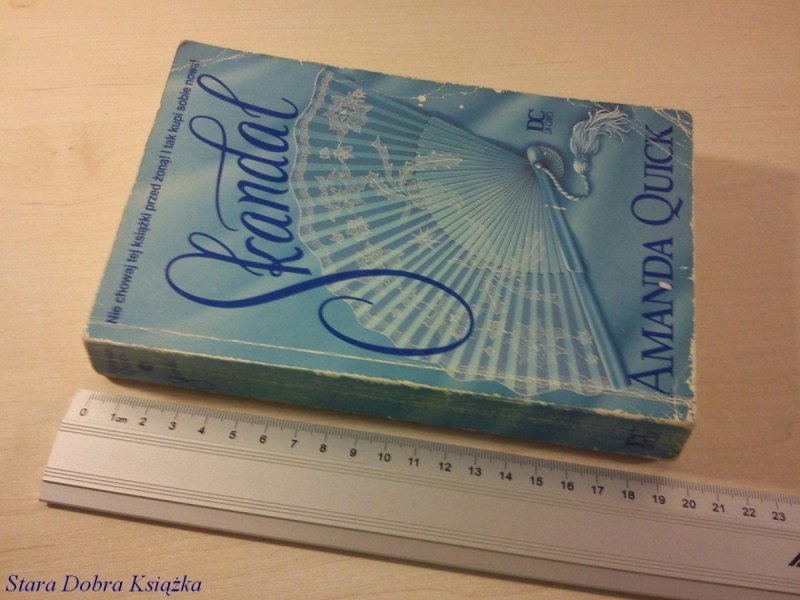 Nie chowaj tej książki przed żoną! I tak kupi sobie nową!
Skandal
DC
AMANDA QUICK
0 1cm 2 3 4 5 6 7 8 9 10 11 12 13 14 15 16 17 18 19 20 21 22 23
Stara Dobra Książka